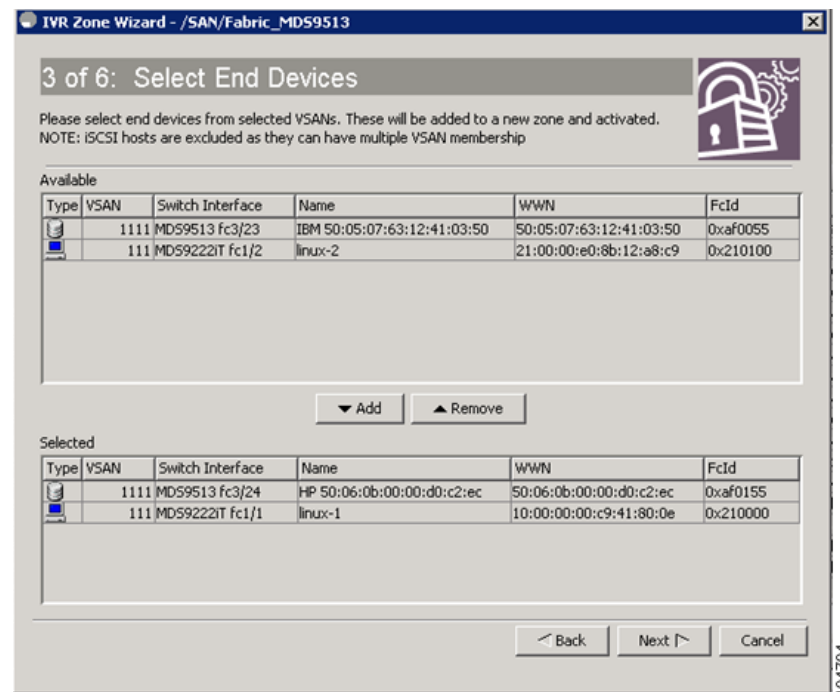 IVR Zone Wizard - /SAN/Fabric_MDS9513
3 of 6: Select End Devices
Please select end devices from selected VSANs. These will be added to a new zone and activated.
NOTE: iSCSI hosts are excluded as they can have multiple VSAN membership
Available
Type VSAN Switch Interface Name WWN FcId
1111 MDS9513 fc3/23 IBM 50:05:07:63:12:41:03:50 50:05:07:63:12:41:03:50 0xaf0055
111 MDS9222iT fc1/2 linux-2 21:00:00:e0:8b:12:a8:c9 0x210100
Add Remove
Selected
Type VSAN Switch Interface Name WWN FcId
1111 MDS9513 fc3/24 HP 50:06:0b:00:00:d0:c2:ec 50:06:0b:00:00:d0:c2:ec 0xaf0155
111 MDS9222iT fc1/1 linux-1 10:00:00:00:c9:41:80:0e 0x210000
Back Next Cancel